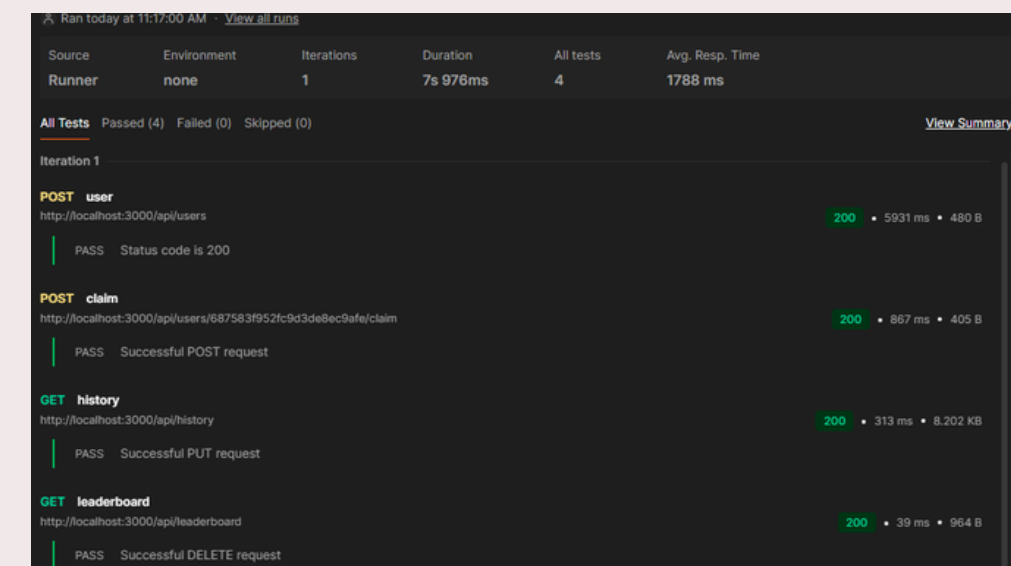 Ran today at 11:17:00 AM · View all runs
Source Environment Iterations Duration All tests Avg. Resp. Time
Runner none 1 7s 976ms 4 1788 ms
All Tests Passed (4) Failed (0) Skipped (0) View Summary
Iteration 1
POST user
http://localhost:3000/api/users 200 • 5931 ms • 480 B
PASS Status code is 200
POST claim
http://localhost:3000/api/users/687583f952fc9d3de8ec9afe/claim 200 • 867 ms • 405 B
PASS Successful POST request
GET history
http://localhost:3000/api/history 200 • 313 ms • 8.202 KB
PASS Successful PUT request
GET leaderboard
http://localhost:3000/api/leaderboard 200 • 39 ms • 964 B
PASS Successful DELETE request